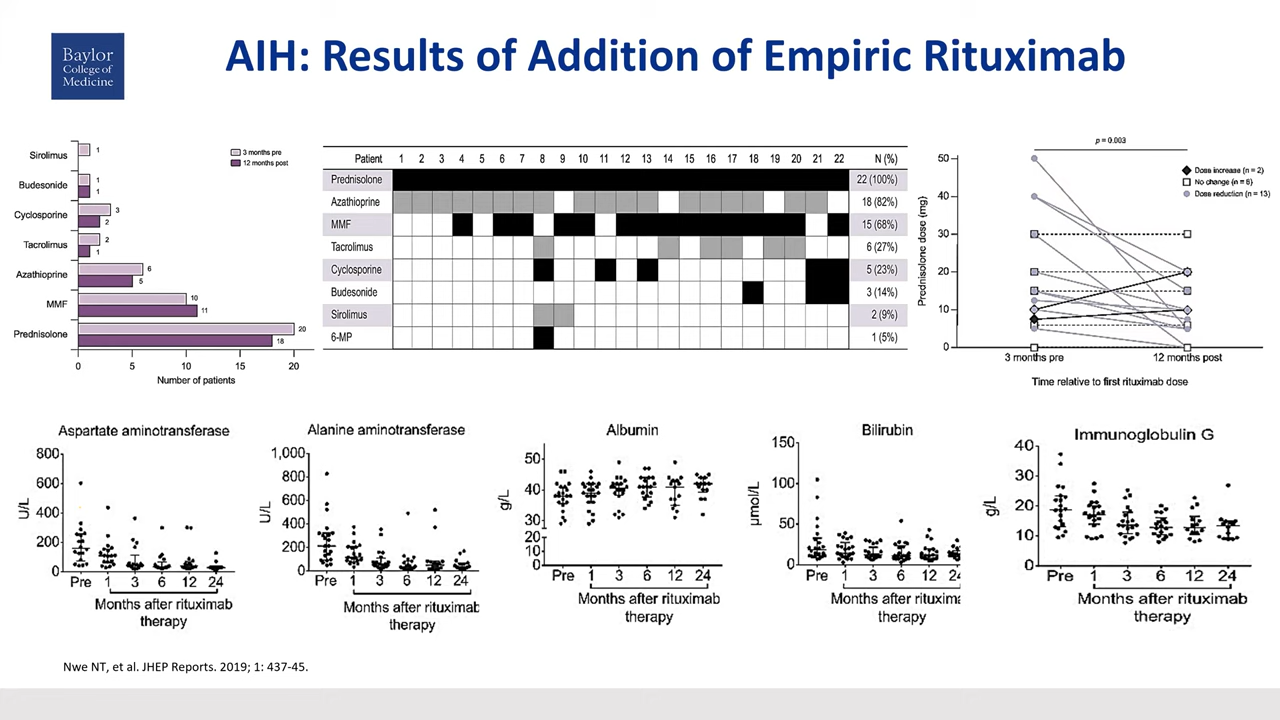 Baylor
College of
Medicine
AIH: Results of Addition of Empiric Rituximab
Sirolimus
Budesonide
Cyclosporine
Tacrolimus
Azathioprine
MMF
Prednisolone
1
1
1
3
2
2
1
6
5
10
11
20
18
3 months pre
12 months post
0 5 10 15 20
Number of patients
Patient 1 2 3 4 5 6 7 8 9 10 11 12 13 14 15 16 17 18 19 20 21 22 N (%)
Prednisolone 22 (100%)
Azathioprine 18 (82%)
MMF 15 (68%)
Tacrolimus 6 (27%)
Cyclosporine 5 (23%)
Budesonide 3 (14%)
Sirolimus 2 (9%)
6-MP 1 (5%)
p = 0.003
50
40
30
20
10
0
Prednisolone dose (mg)
Dose increase (n = 2)
No change (n = 6)
Dose reduction (n = 13)
3 months pre 12 months post
Time relative to first rituximab dose
Aspartate aminotransferase
800
600
400
200
0
U/L
Pre 1 3 6 12 24
Months after rituximab
therapy
Alanine aminotransferase
1,000
800
600
400
200
0
U/L
Pre 1 3 6 12 24
Months after rituximab
therapy
Albumin
50
40
30
20
10
0
g/L
Pre 1 3 6 12 24
Months after rituximab
therapy
Bilirubin
150
100
50
0
µmol/L
Pre 1 3 6 12 24
Months after rituxima
therapy
Immunoglobulin G
40
30
20
10
0
g/L
Pre 1 3 6 12 24
Months after rituximab
therapy
Nwe NT, et al. JHEP Reports. 2019; 1: 437-45.